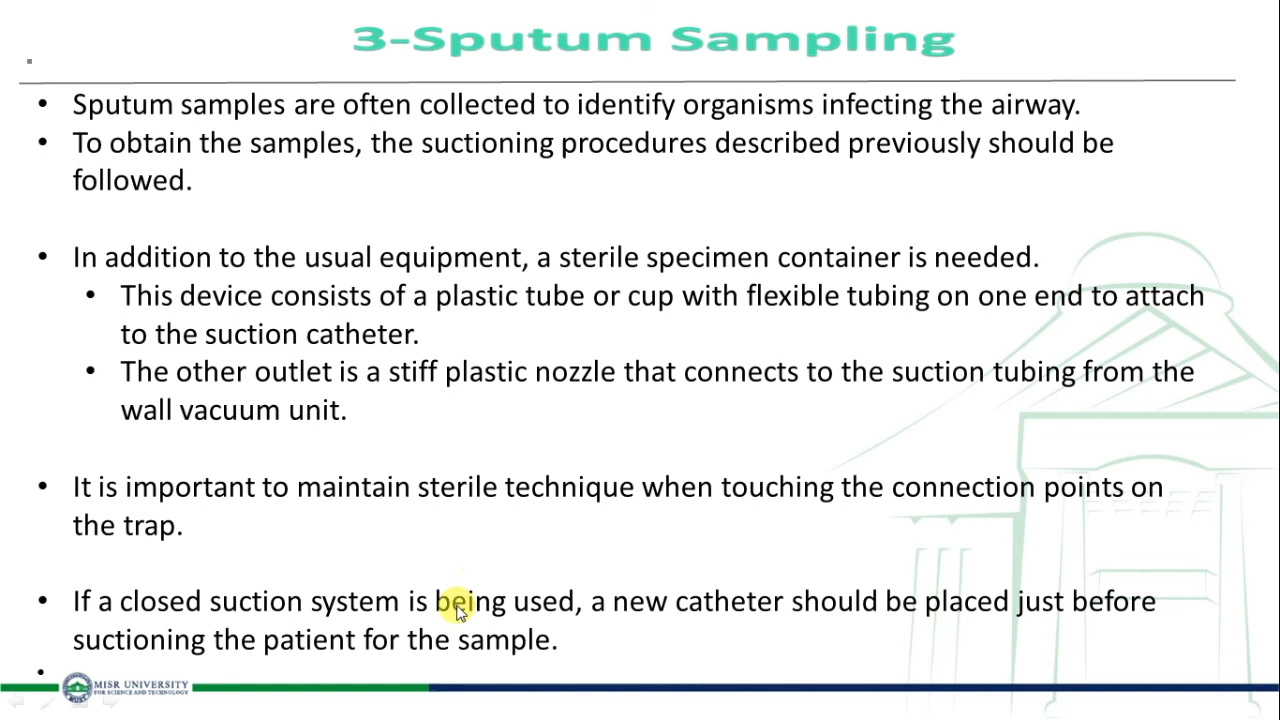 3-Sputum Sampling
• Sputum samples are often collected to identify organisms infecting the airway.
• To obtain the samples, the suctioning procedures described previously should be
followed.
• In addition to the usual equipment, a sterile specimen container is needed.
• This device consists of a plastic tube or cup with flexible tubing on one end to attach
to the suction catheter.
• The other outlet is a stiff plastic nozzle that connects to the suction tubing from the
wall vacuum unit.
• It is important to maintain sterile technique when touching the connection points on
the trap.
• If a closed suction system is being used, a new catheter should be placed just before
suctioning the patient for the sample.
MISR UNIVERSITY
FOR SCIENCE AND TECHNOLOGY